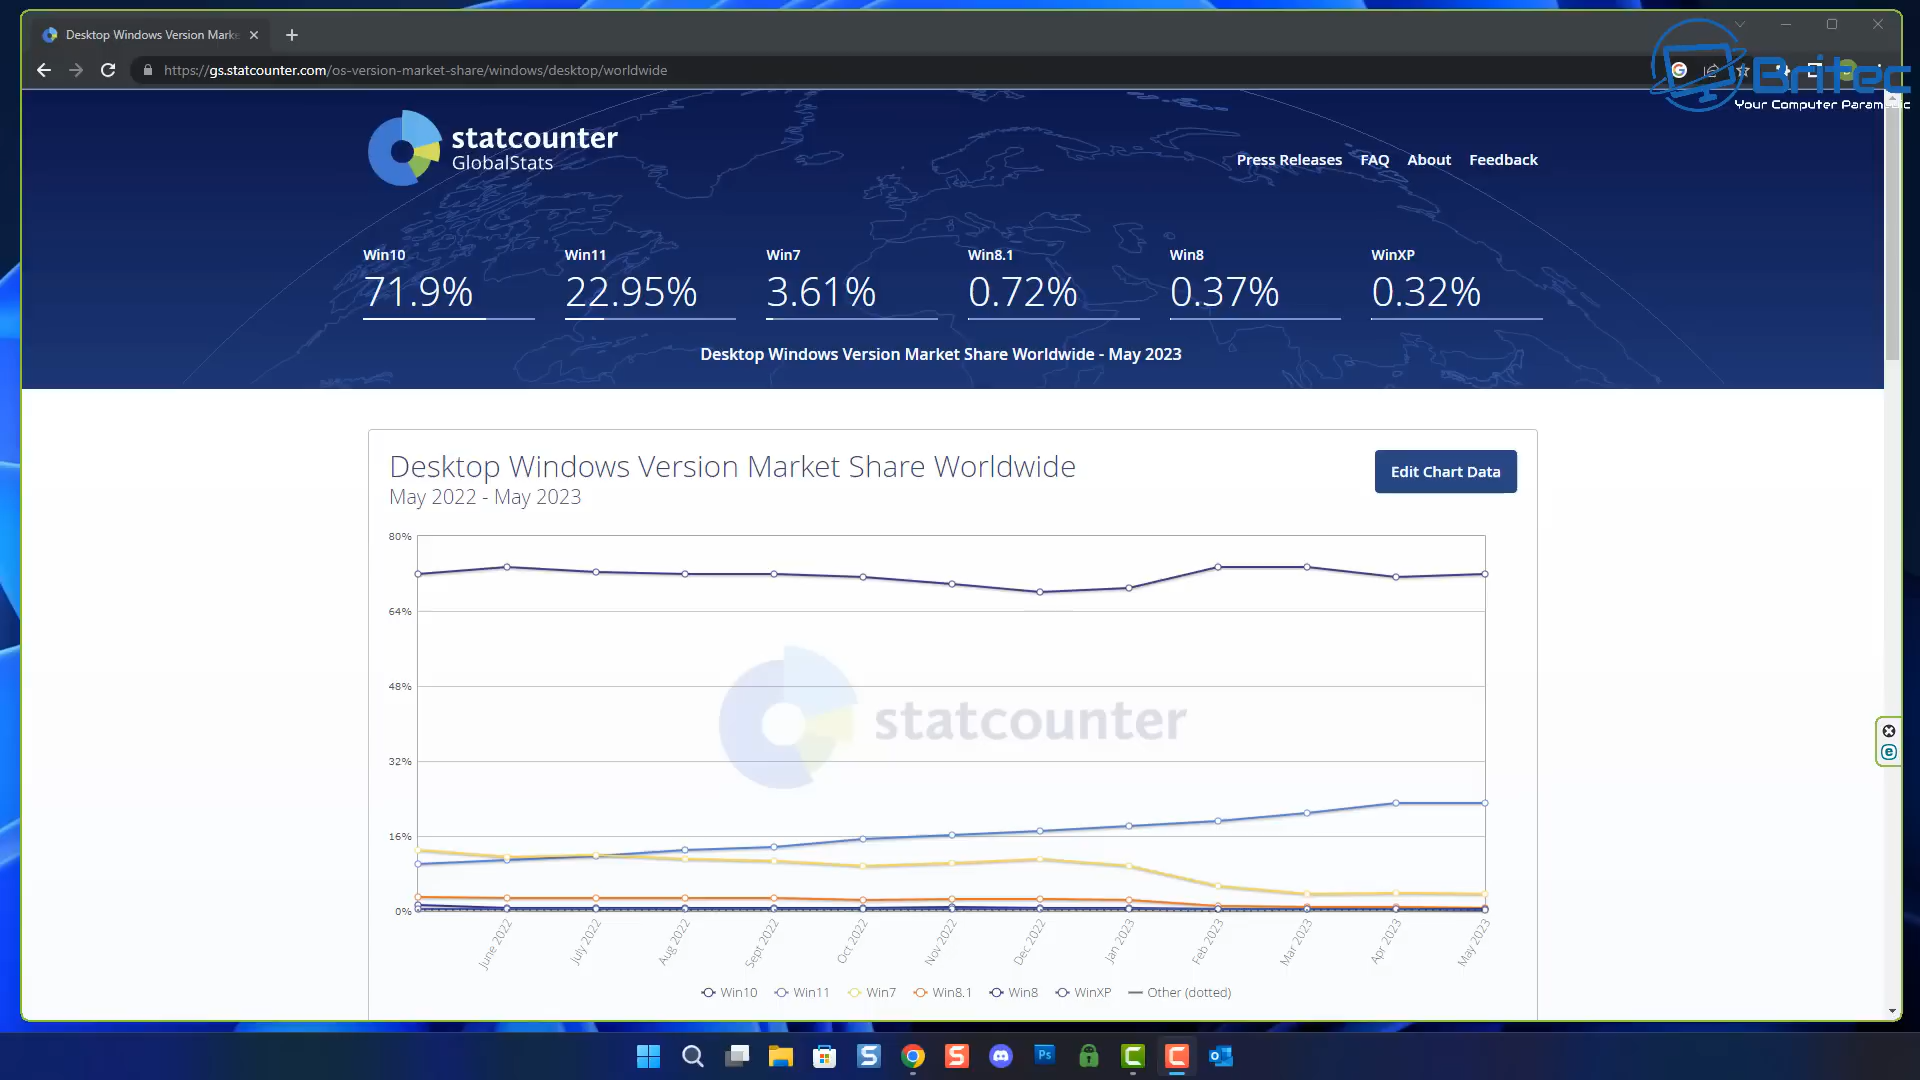 Desktop Windows Version Marke
https://gs.statcounter.com/os-version-market-share/windows/desktop/worldwide
Britec
Your Computer Paramedic
statcounter
GlobalStats
Press Releases FAQ About Feedback
Win10 Win11 Win7 Win8.1 Win8 WinXP
71.9% 22.95% 3.61% 0.72% 0.37% 0.32%
Desktop Windows Version Market Share Worldwide - May 2023
Desktop Windows Version Market Share Worldwide
May 2022 - May 2023
Edit Chart Data
80%
64%
48%
statcounter
32%
16%
0%
June 2022 July 2022 Aug 2022 Sept 2022 Oct 2022 Nov 2022 Dec 2022 Jan 2023 Feb 2023 Mar 2023 Apr 2023 May 2023
Win10 Win11 Win7 Win8.1 Win8 WinXP Other (dotted)